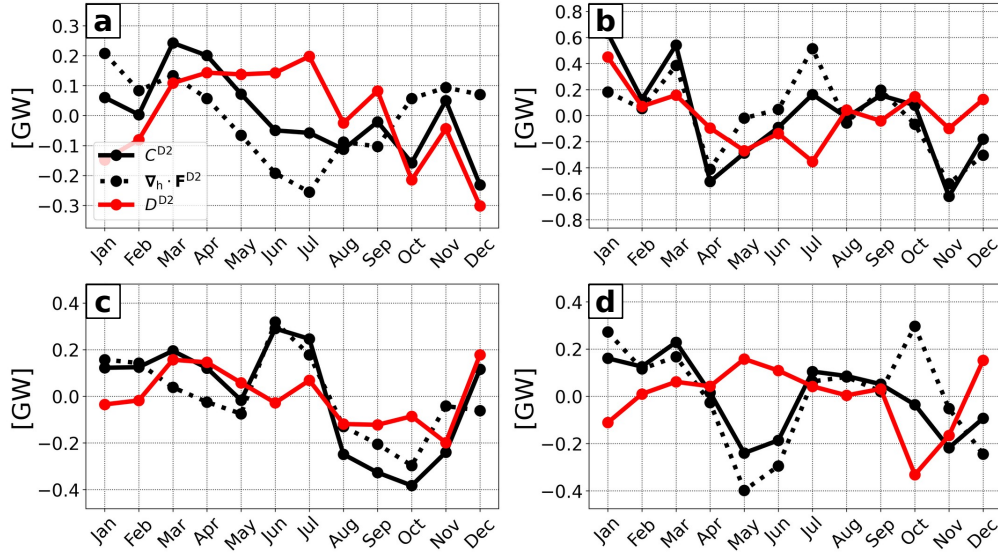 a
[GW]
0.3
0.2
0.1
0.0
−0.1
−0.2
−0.3
C^D2
∇_h · F^D2
D^D2
Jan Feb Mar Apr May Jun Jul Aug Sep Oct Nov Dec
b
[GW]
0.8
0.6
0.4
0.2
0.0
−0.2
−0.4
−0.6
−0.8
Jan Feb Mar Apr May Jun Jul Aug Sep Oct Nov Dec
c
[GW]
0.4
0.2
0.0
−0.2
−0.4
Jan Feb Mar Apr May Jun Jul Aug Sep Oct Nov Dec
d
[GW]
0.4
0.2
0.0
−0.2
−0.4
Jan Feb Mar Apr May Jun Jul Aug Sep Oct Nov Dec